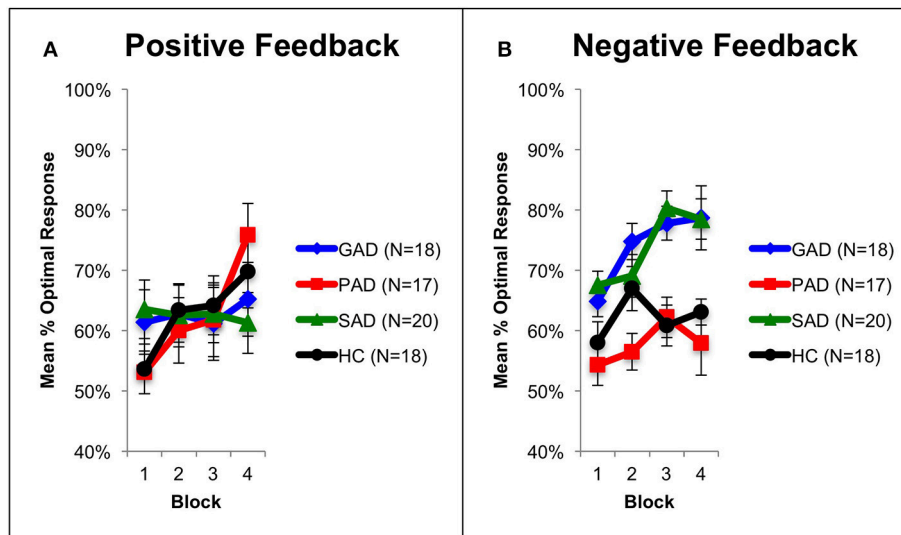 A Positive Feedback
Mean % Optimal Response
100%
90%
80%
70%
60%
50%
40%
1 2 3 4
Block
GAD (N=18)
PAD (N=17)
SAD (N=20)
HC (N=18)
B Negative Feedback
Mean % Optimal Response
100%
90%
80%
70%
60%
50%
40%
1 2 3 4
Block
GAD (N=18)
PAD (N=17)
SAD (N=20)
HC (N=18)